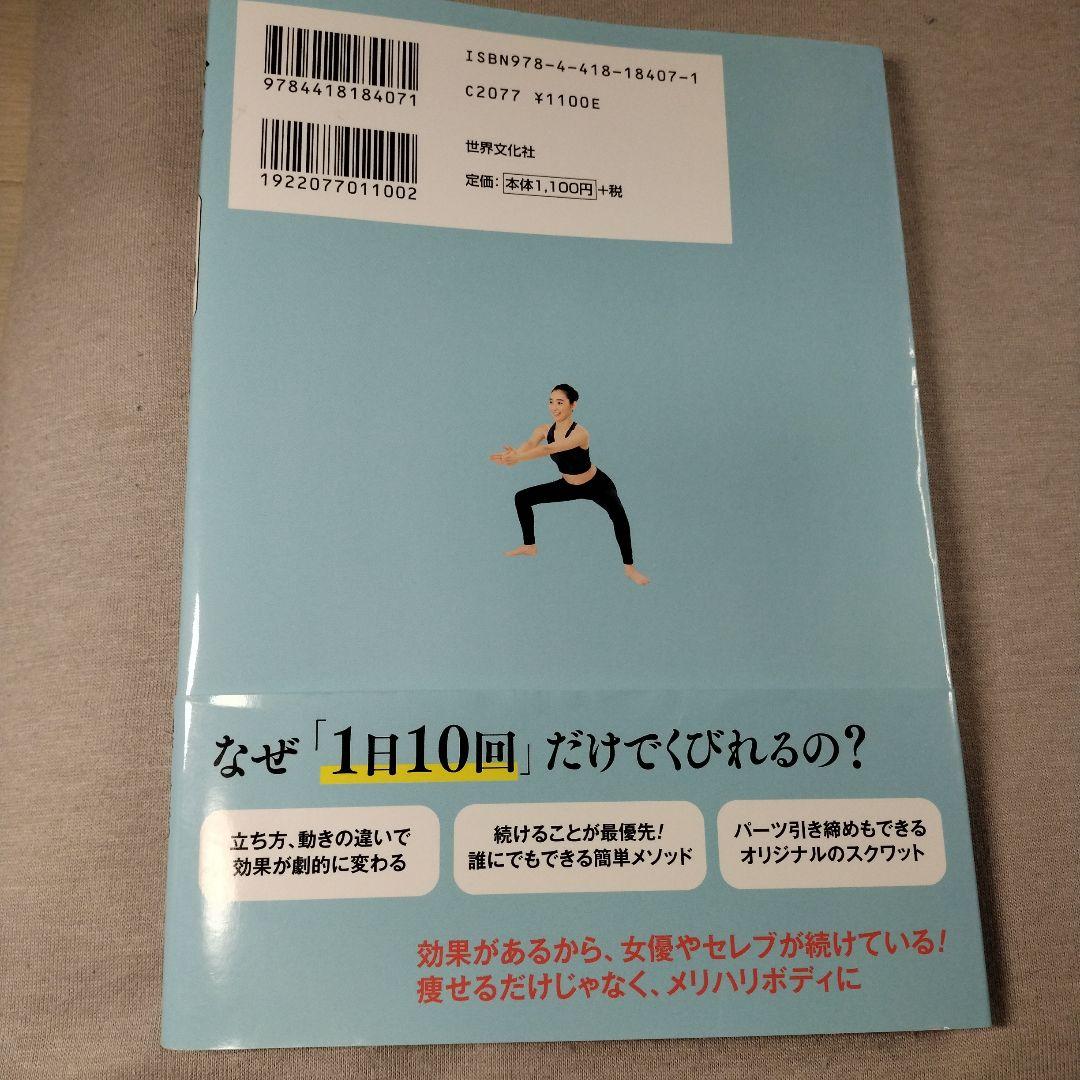 9784418184071
ISBN978-4-418-18407-1
C2077 ¥1100E
1922077011002
世界文化社
定価：本体1,100円+税
なぜ「1日10回」だけでくびれるの？
立ち方、動きの違いで
効果が劇的に変わる
続けることが最優先！
誰にでもできる簡単メソッド
パーツ引き締めもできる
オリジナルのスクワット
効果があるから、女優やセレブが続けている！
痩せるだけじゃなく、メリハリボディに